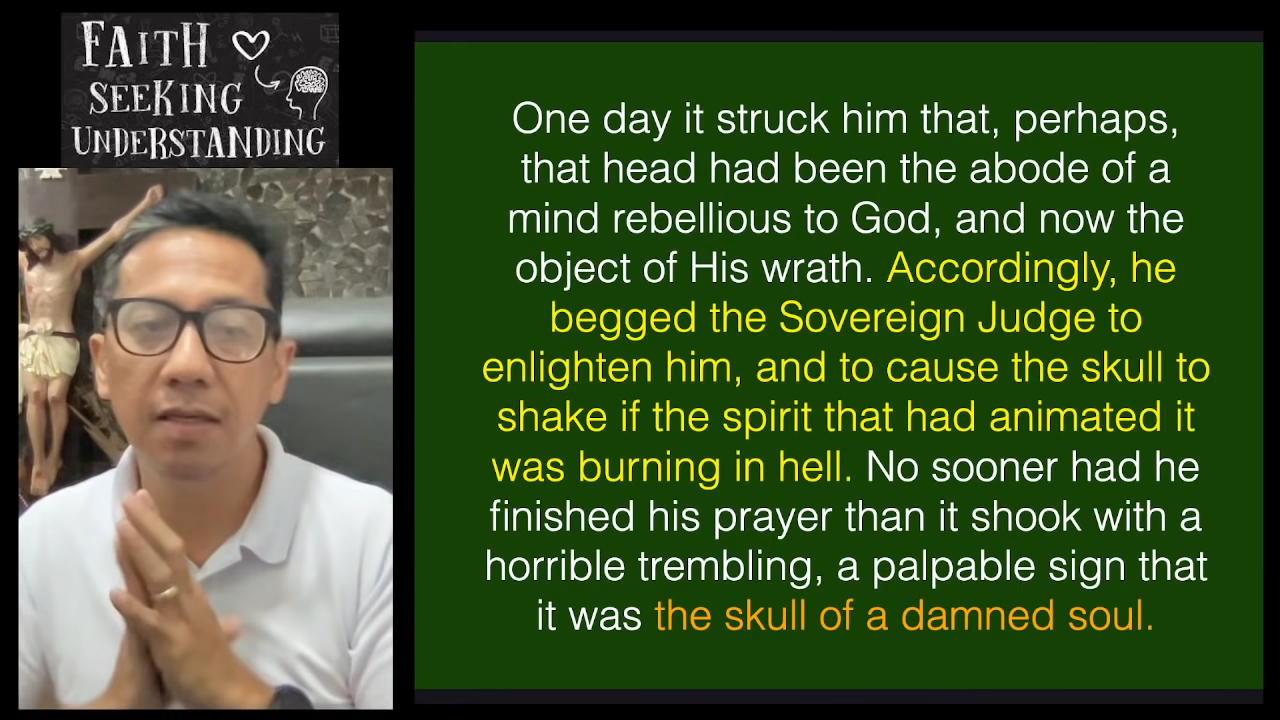 FAITH
SEEKING
UNDERSTANDING
One day it struck him that, perhaps,
that head had been the abode of a
mind rebellious to God, and now the
object of His wrath. Accordingly, he
begged the Sovereign Judge to
enlighten him, and to cause the skull to
shake if the spirit that had animated it
was burning in hell. No sooner had he
finished his prayer than it shook with a
horrible trembling, a palpable sign that
it was the skull of a damned soul.